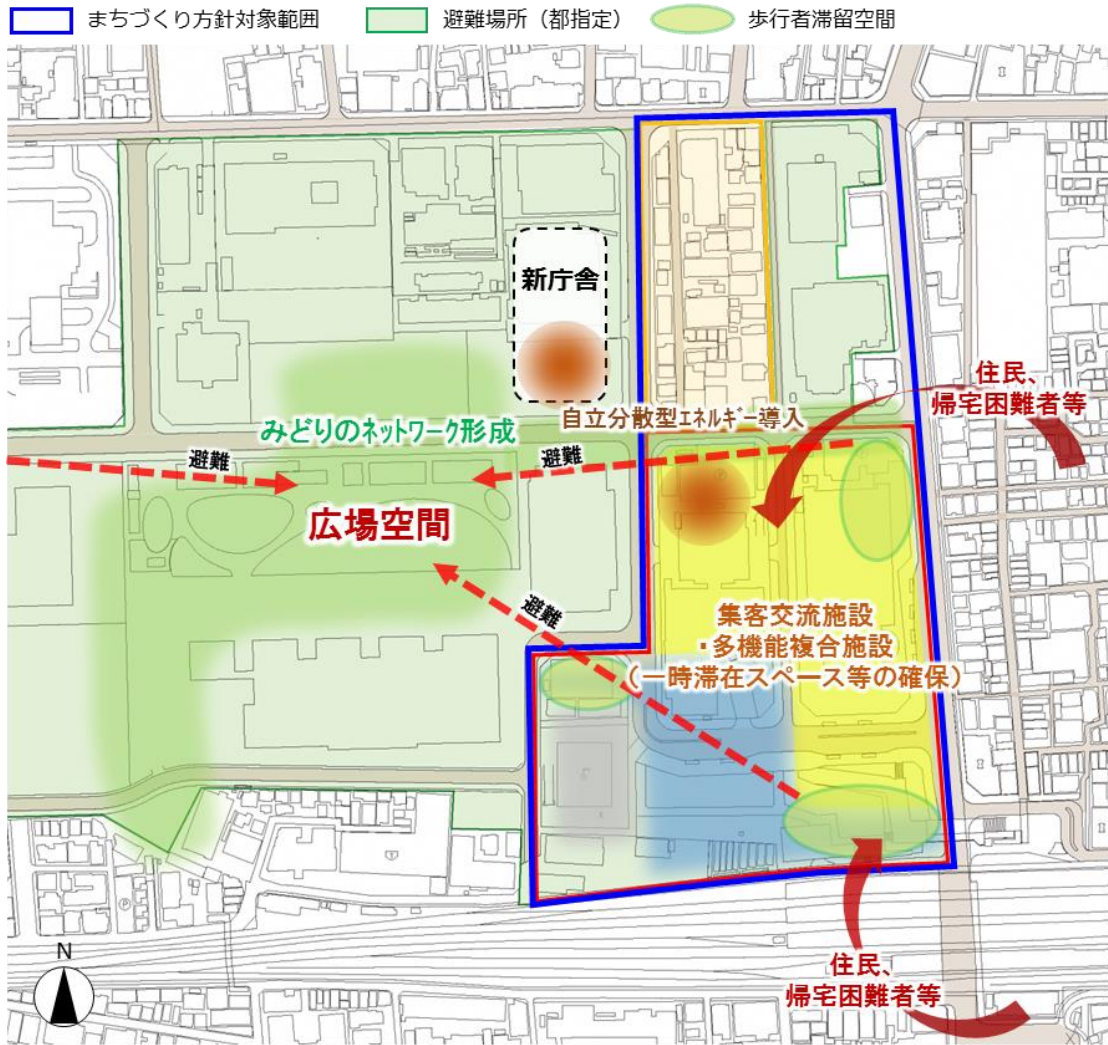 まちづくり方針対象範囲
避難場所（都指定）
歩行者滞留空間
新庁舎
住民、
帰宅困難者等
自立分散型エネルギー導入
みどりのネットワーク形成
避難
避難
広場空間
避難
集客交流施設
・多機能複合施設
（一時滞在スペース等の確保）
住民、
帰宅困難者等
N